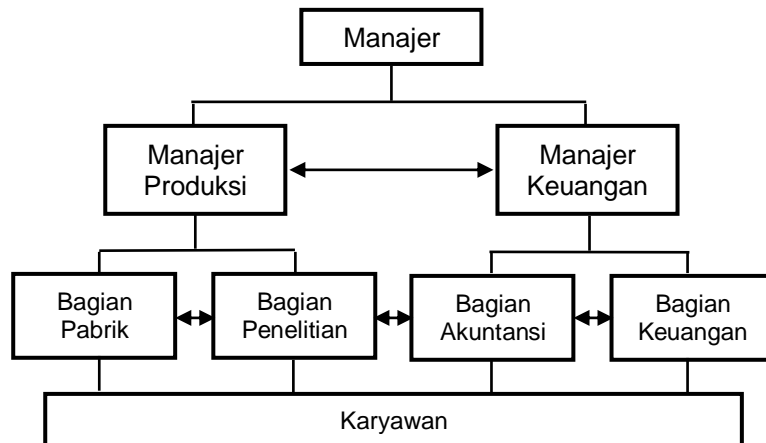 Manajer
Manajer
Produksi
Manajer
Keuangan
Bagian
Pabrik
Bagian
Penelitian
Bagian
Akuntansi
Bagian
Keuangan
Karyawan